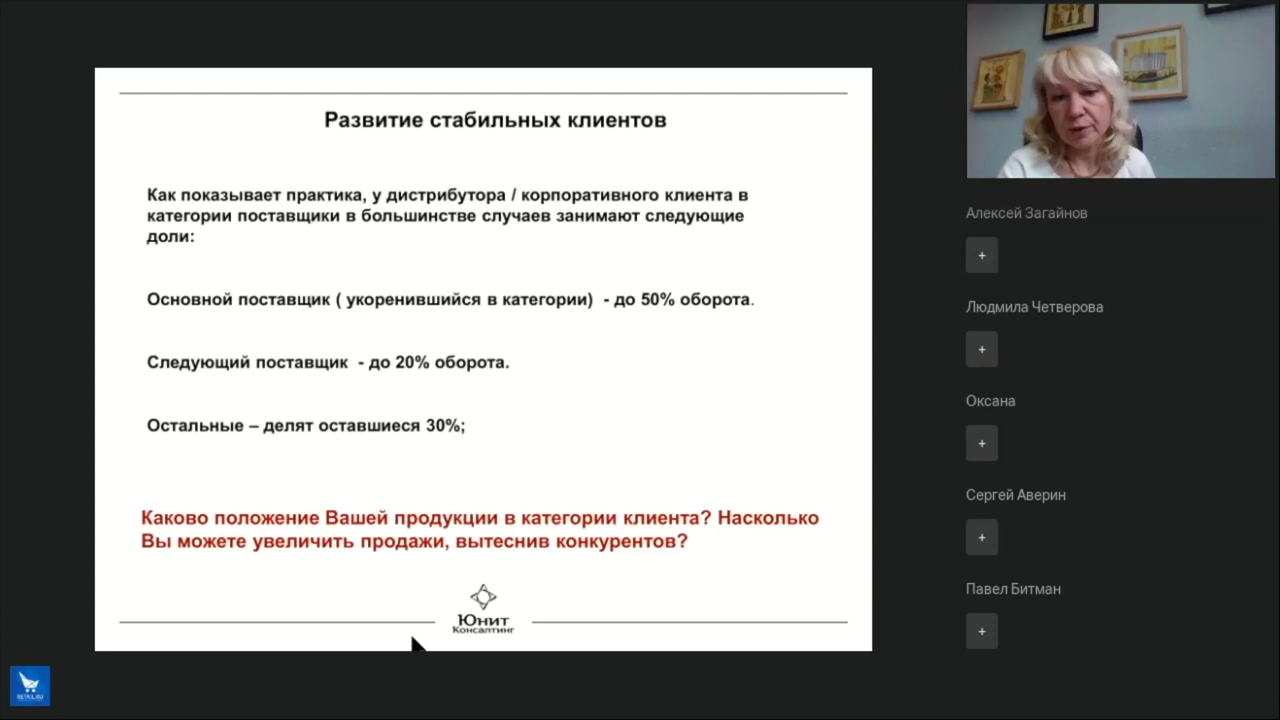 Развитие стабильных клиентов
Как показывает практика, у дистрибутора / корпоративного клиента в
категории поставщики в большинстве случаев занимают следующие
доли:
Основной поставщик ( укоренившийся в категории)  - до 50% оборота.
Следующий поставщик  - до 20% оборота.
Остальные – делят оставшиеся 30%;
Каково положение Вашей продукции в категории клиента? Насколько
Вы можете увеличить продажи, вытеснив конкурентов?
Юнит
Консалтинг
Алексей Загайнов
+
Людмила Четверова
+
Оксана
+
Сергей Аверин
+
Павел Битман
+
RETAIL.RU